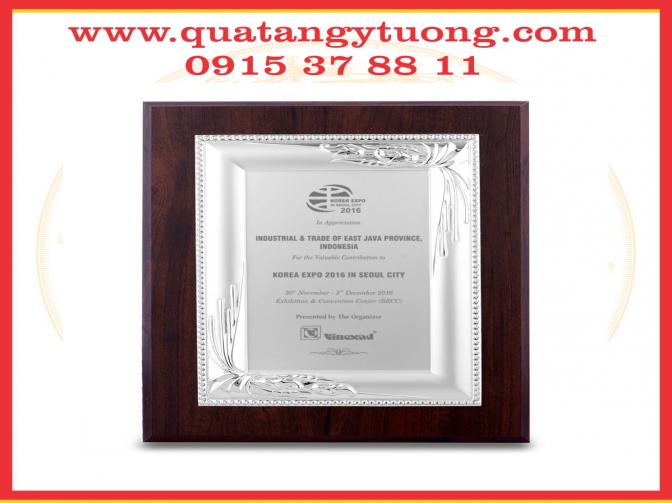 www.quatangytuong.com
0915 37 88 11
KOREA EXPO
IN SEOUL CITY
2016
In Appreciation
INDUSTRIAL & TRADE OF EAST JAVA PROVINCE,
INDONESIA
For the Valuable Contribution to
KOREA EXPO 2016 IN SEOUL CITY
30th November - 3rd December 2016
Exhibition & Convention Center (SECC)
Presented by The Organizer
Vinexad